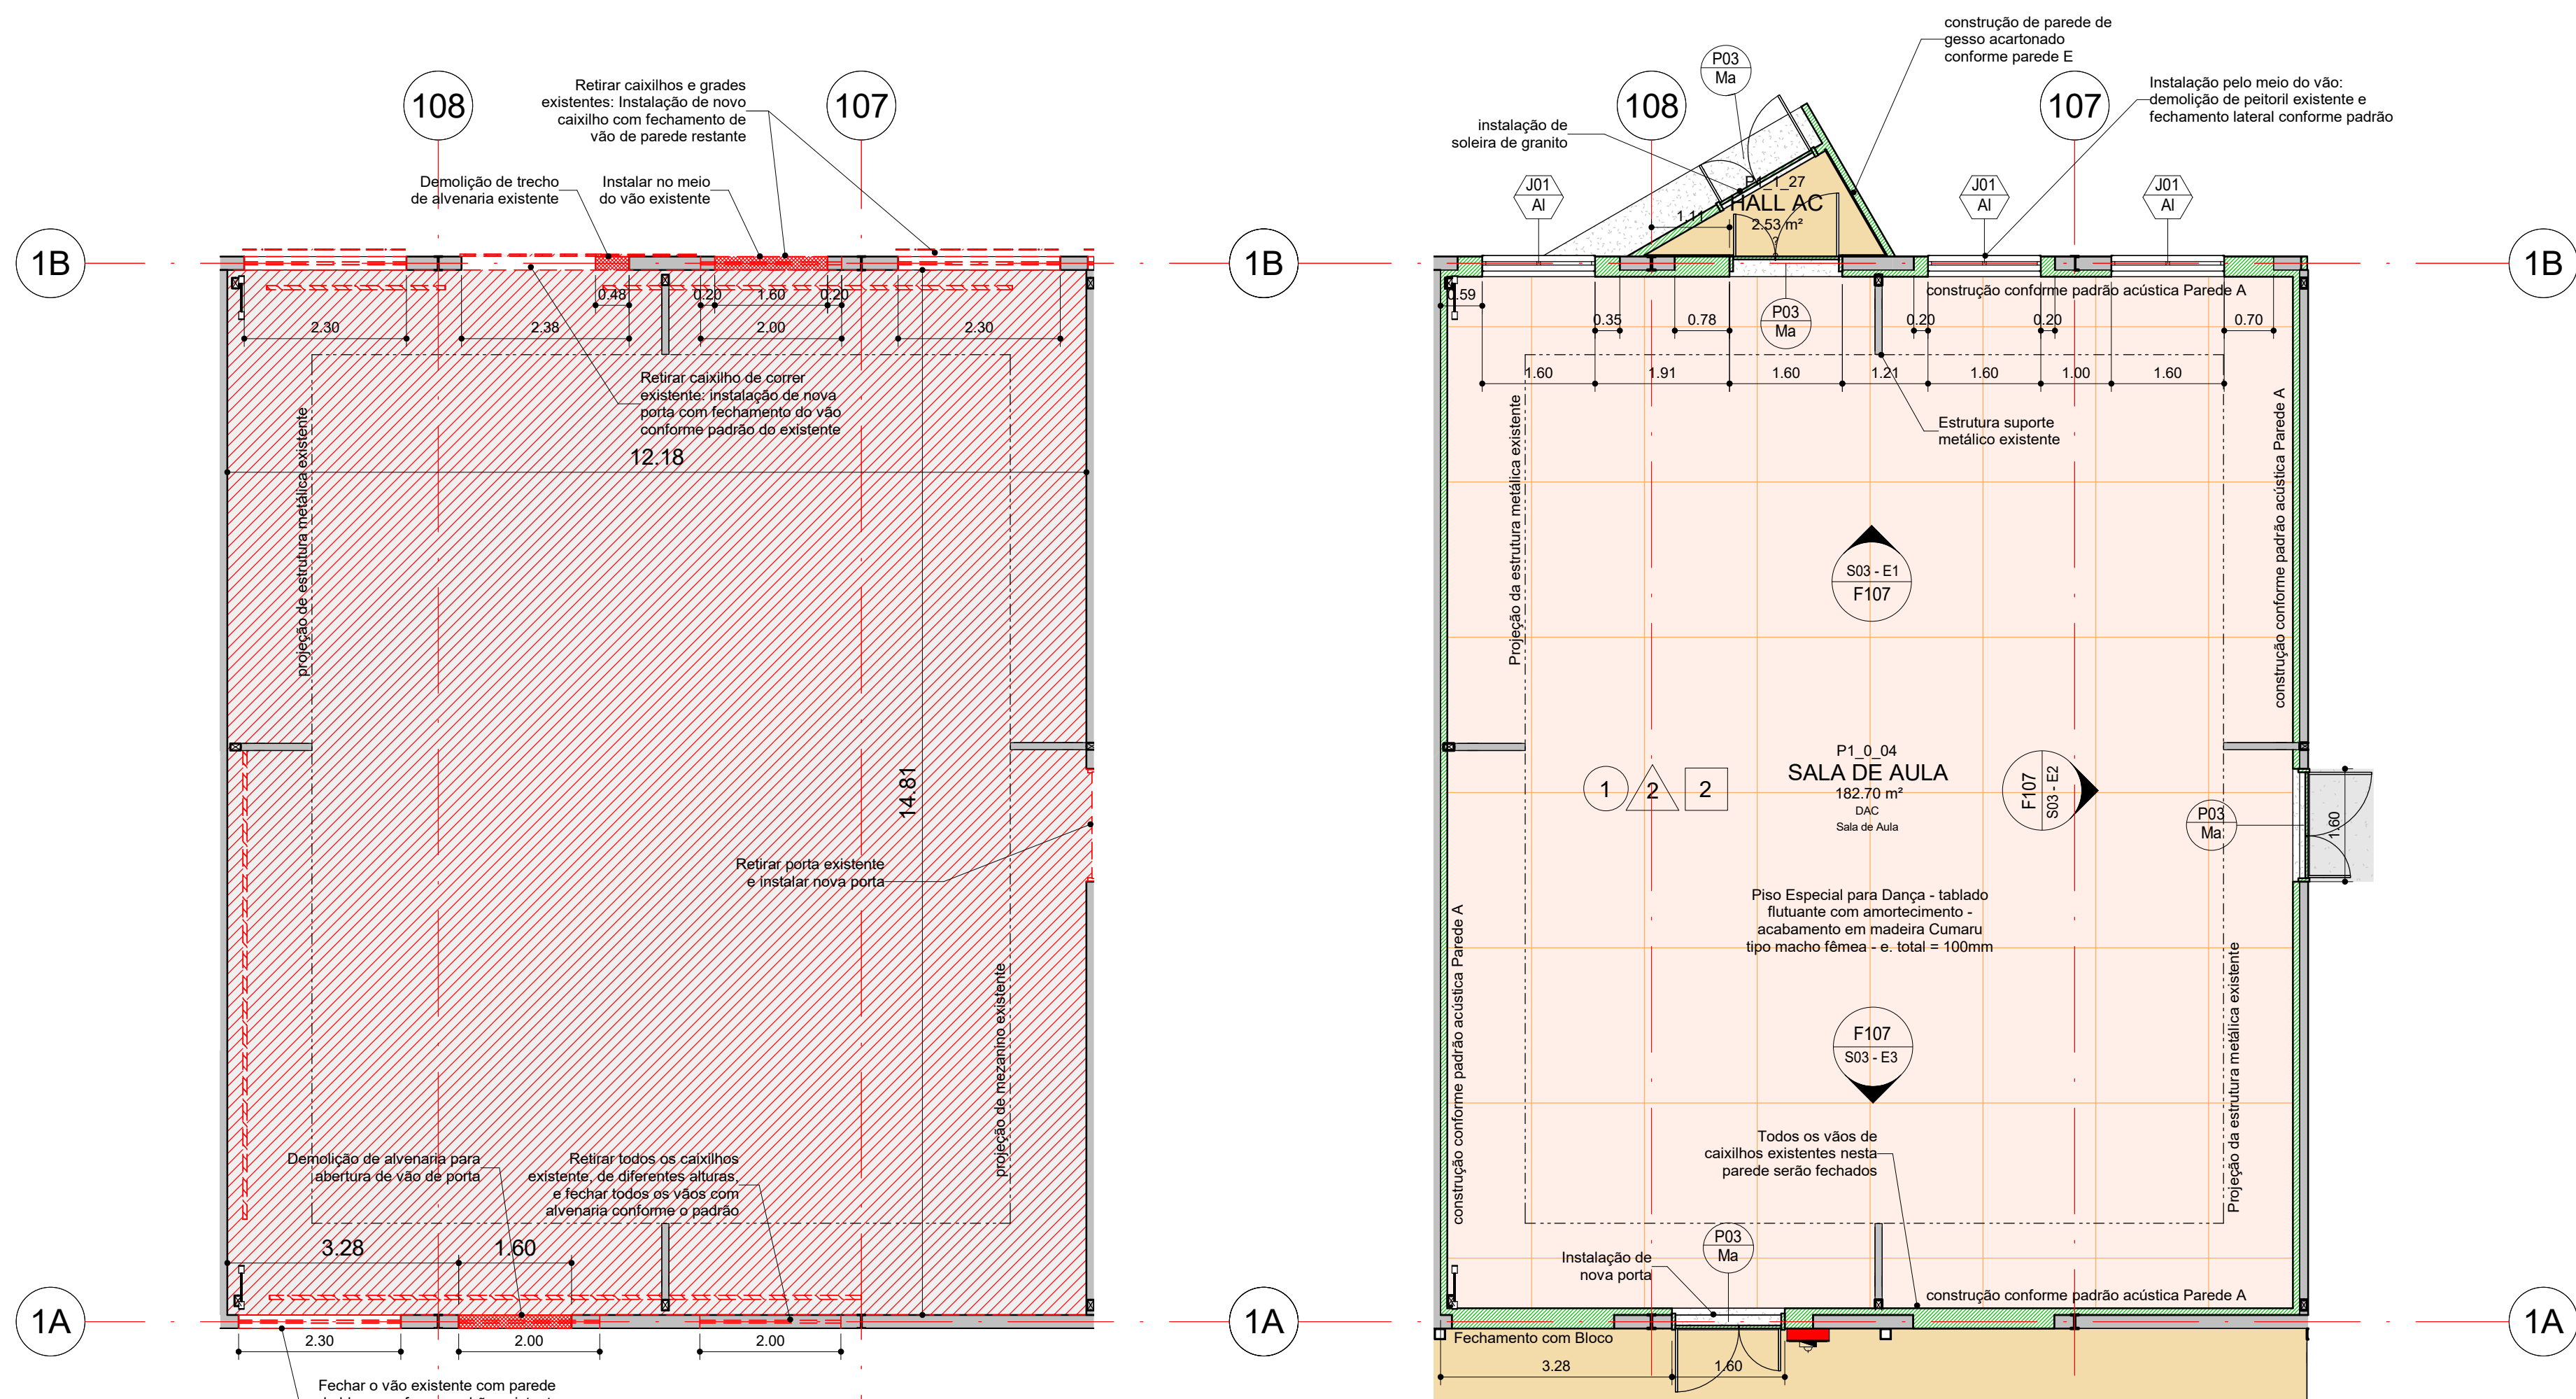 Retirar caixilhos e grades
existentes: Instalação de novo
caixilho com fechamento de
vão de parede restante
108
107
Demolição de trecho
de alvenaria existente
Instalar no meio
do vão existente
1B
0.48
0.20
1.60
0.20
2.30
2.38
2.00
2.30
Retirar caixilho de correr
existente: instalação de nova
porta com fechamento do vão
conforme padrão do existente
12.18
projeção de estrutura metálica existente
14.81
Retirar porta existente
e instalar nova porta
projeção de mezanino existente
Demolição de alvenaria para
abertura de vão de porta
Retirar todos os caixilhos
existente, de diferentes alturas,
e fechar todos os vãos com
alvenaria conforme o padrão
3.28
1.60
1A
2.30
2.00
2.00
Fechar o vão existente com parede
construção de parede de
gesso acartonado
conforme parede E
P03
Ma
108
107
Instalação pelo meio do vão:
demolição de peitoril existente e
fechamento lateral conforme padrão
instalação de
soleira de granito
J01
Al
P1_1_27
HALL AC
2.53 m²
1.11
J01
Al
J01
Al
1B
1B
construção conforme padrão acústica Parede A
0.59
0.35
0.78
P03
Ma
0.20
0.20
0.70
1.60
1.91
1.60
1.21
1.60
1.00
1.60
Estrutura suporte
metálico existente
Projeção da estrutura metálica existente
construção conforme padrão acústica Parede A
S03 - E1
F107
P1_0_04
SALA DE AULA
182.70 m²
DAC
Sala de Aula
1
2
2
F107
S03 - E2
P03
Ma
1.60
Piso Especial para Dança - tablado
flutuante com amortecimento -
acabamento em madeira Cumaru
tipo macho fêmea - e. total = 100mm
construção conforme padrão acústica Parede A
Projeção da estrutura metálica existente
F107
S03 - E3
Todos os vãos de
caixilhos existentes nesta
parede serão fechados
P03
Ma
Instalação de
nova porta
construção conforme padrão acústica Parede A
1A
1A
Fechamento com Bloco
3.28
1.60